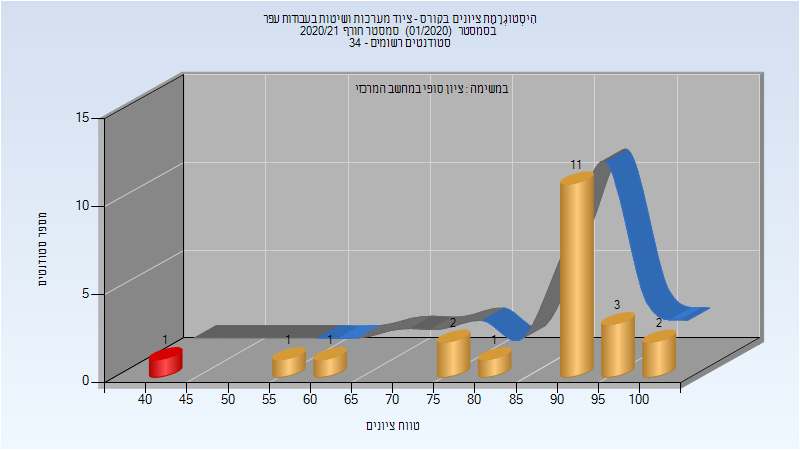 הִיסְטוֹגְרָמַת ציונים בקורס - ציוד מערכות ושיטות בעבודות עפר
בסמסטר (01/2020) סמסטר חורף 2020/21
סטודנטים רשומים - 34
במשימה : ציון סופי במחשב המרכזי
מספר סטודנטים
15
10
5
0
1
1
1
2
1
11
3
2
40 45 50 55 60 65 70 75 80 85 90 95 100
טווח ציונים